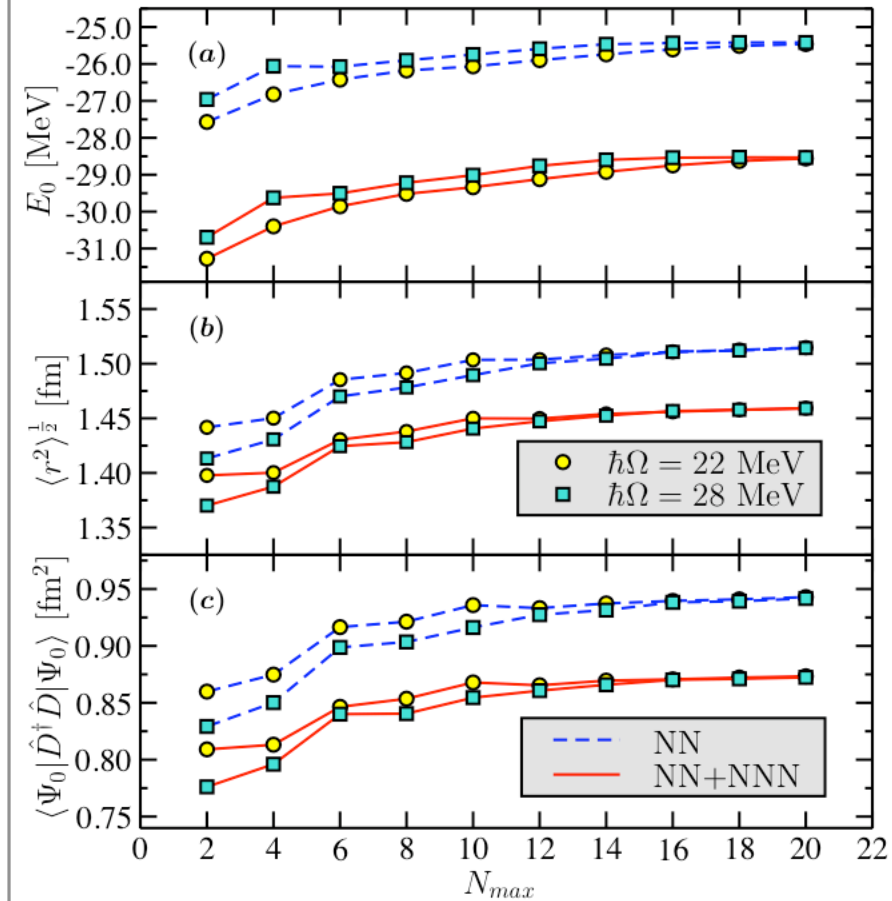 (a)
E₀ [MeV]
-25.0
-26.0
-27.0
-28.0
-29.0
-30.0
-31.0
(b)
⟨r²⟩^½ [fm]
1.55
1.50
1.45
1.40
1.35
ħΩ = 22 MeV
ħΩ = 28 MeV
(c)
⟨Ψ₀|D̂†D̂|Ψ₀⟩ [fm²]
0.95
0.90
0.85
0.80
0.75
NN
NN+NNN
0 2 4 6 8 10 12 14 16 18 20 22
N_max